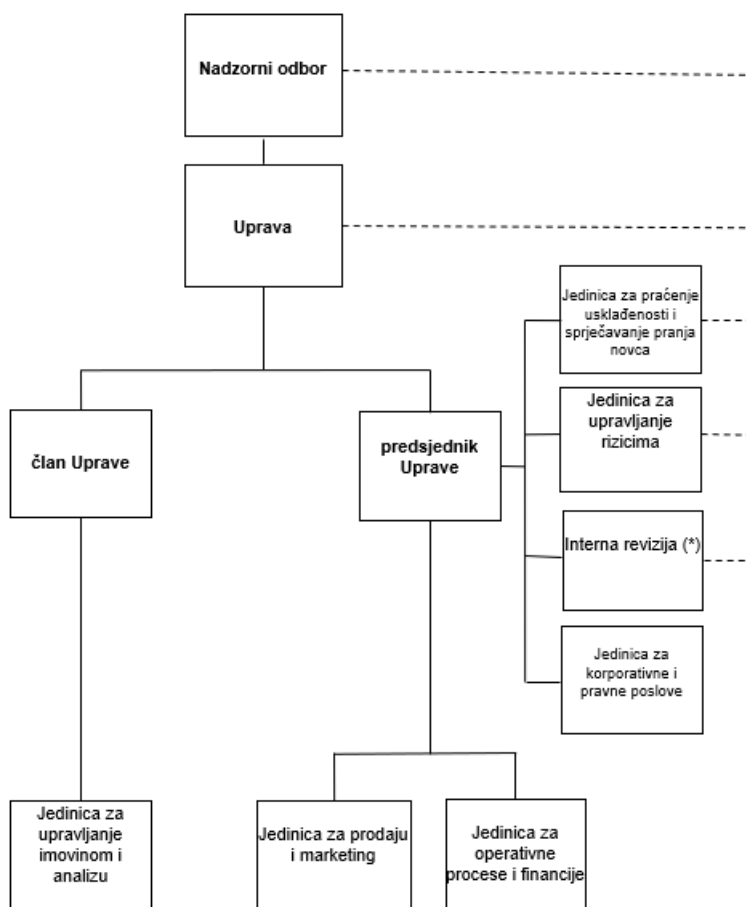 Nadzorni odbor
Uprava
Jedinica za praćenje
usklađenosti i
sprječavanje pranja
novca
Jedinica za
upravljanje
rizicima
član Uprave
predsjednik
Uprave
Interna revizija (*)
Jedinica za
korporativne i
pravne poslove
Jedinica za
upravljanje
imovinom i
analizu
Jedinica za prodaju
i marketing
Jedinica za
operativne
procese i financije